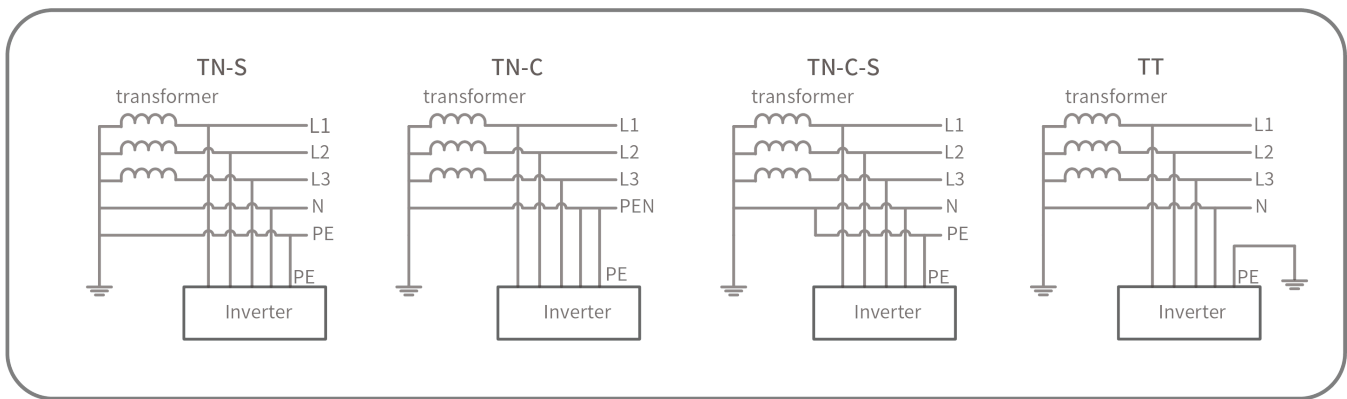 TN-S
transformer
L1
L2
L3
N
PE
PE
Inverter
TN-C
transformer
L1
L2
L3
PEN
PE
Inverter
TN-C-S
transformer
L1
L2
L3
N
PE
PE
Inverter
TT
transformer
L1
L2
L3
N
PE
Inverter